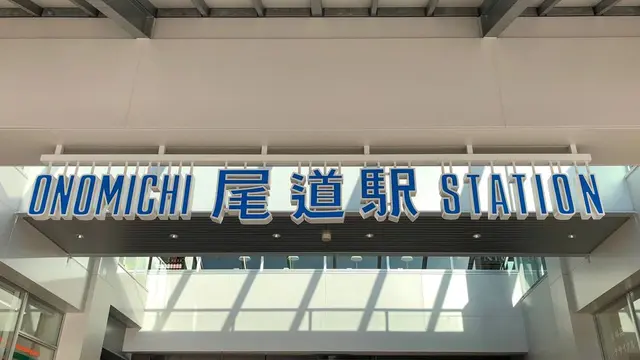 ONOMICHI 尾道駅 STATION